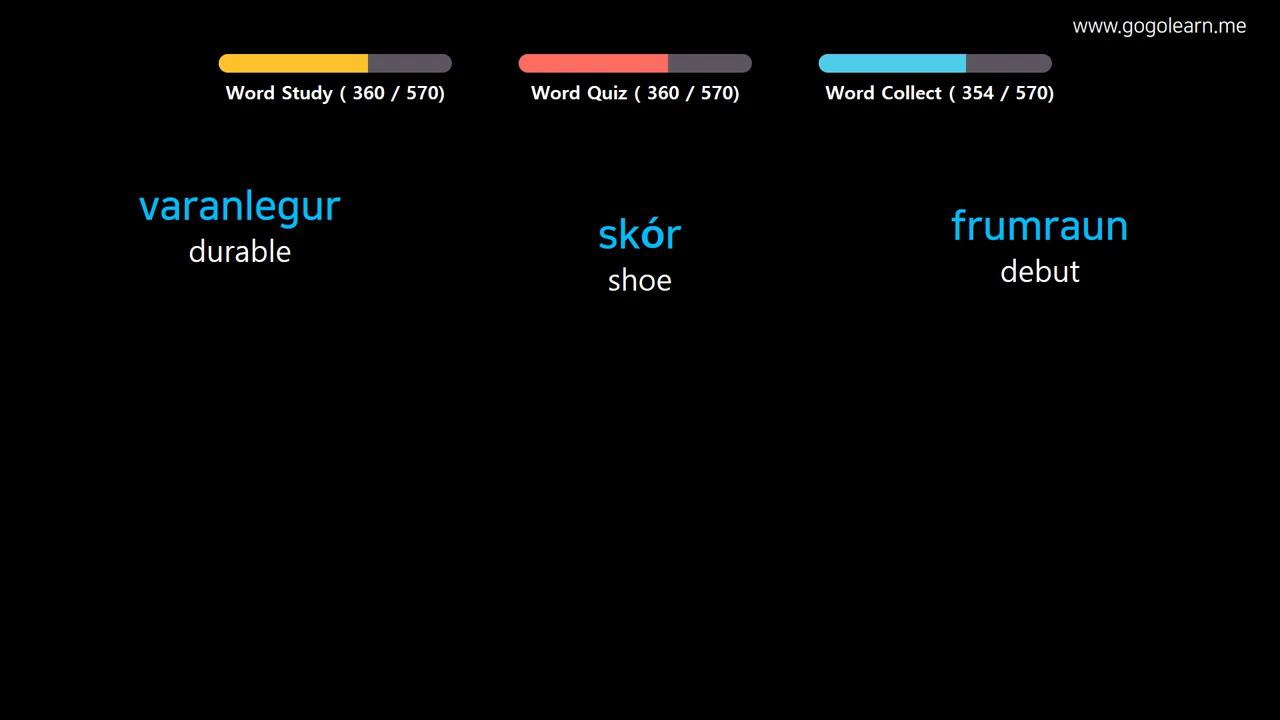 www.gogolearn.me
Word Study ( 360 / 570)
Word Quiz ( 360 / 570)
Word Collect ( 354 / 570)
varanlegur
durable
skór
shoe
frumraun
debut